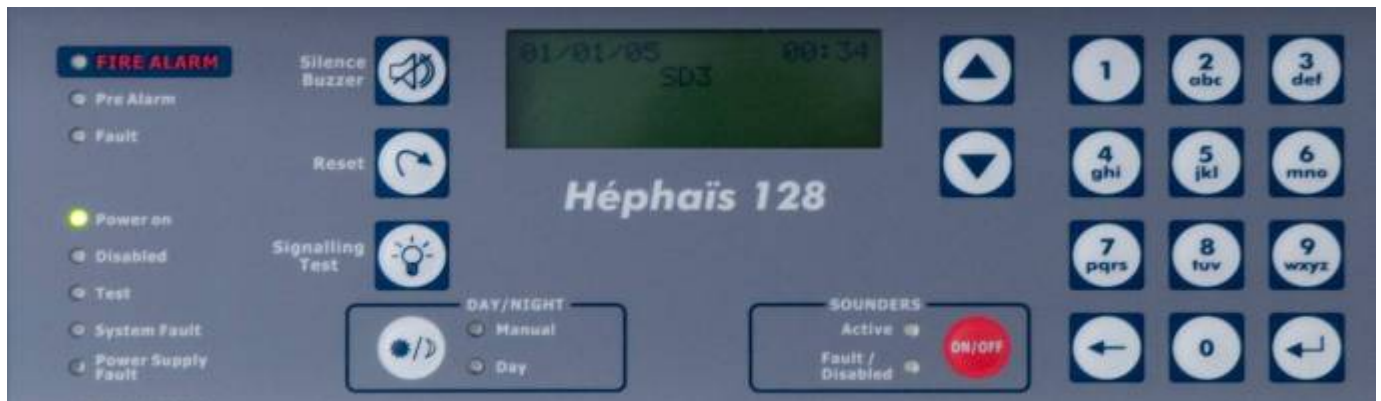 FIRE ALARM
Pre Alarm
Fault
Power on
Disabled
Test
System Fault
Power Supply
Fault
Silence
Buzzer
Reset
Signalling
Test
01/01/05 00:34
SD3
Héphaïs 128
DAY/NIGHT
Manual
Day
SOUNDERS
Active
Fault /
Disabled
ON/OFF
1
2
abc
3
def
4
ghi
5
jkl
6
mno
7
pqrs
8
tuv
9
wxyz
0